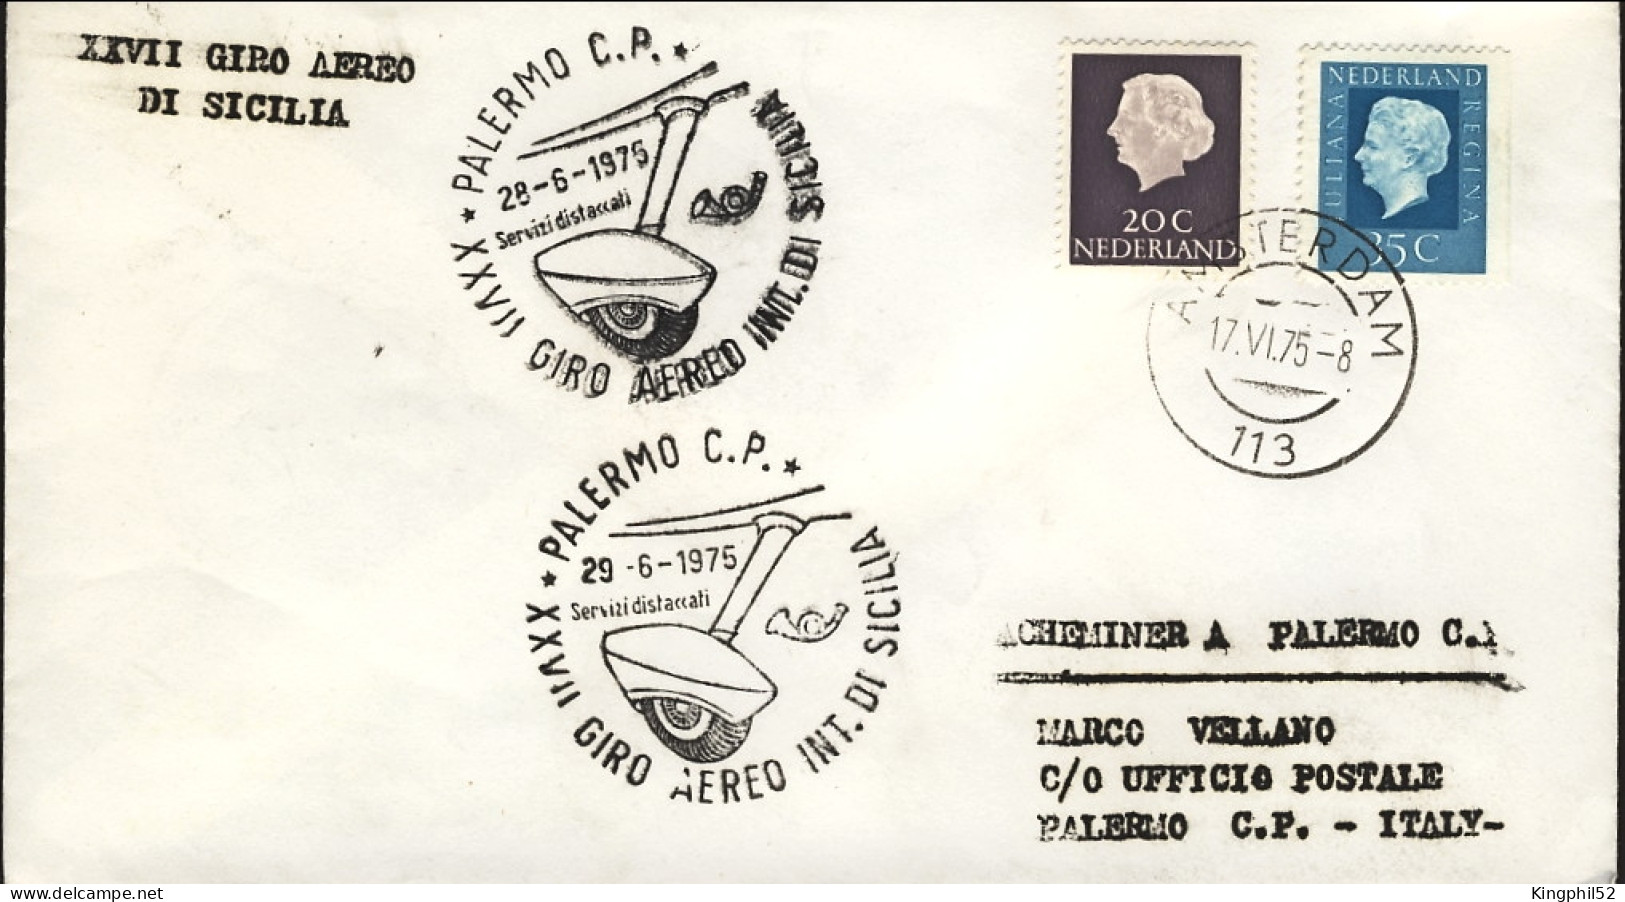 XXVII GIRO AEREO
DI SICILIA
★ PALERMO C.P. ★
28-6-1975
Servizi distaccati
XXVII GIRO AEREO INT. DI SICILIA
20 C
NEDERLAND
NEDERLAND
JULIANA
REGINA
35 C
AMSTERDAM
17.VI.75-8
113
★ PALERMO C.P. ★
29-6-1975
Servizi distaccati
XXVII GIRO AEREO INT. DI SICILIA
ACHEMINER A PALERMO C.P.
MARCO VELLANO
C/O UFFICIO POSTALE
PALERMO C.P. - ITALY-
www.delcampe.net
Kingphil52